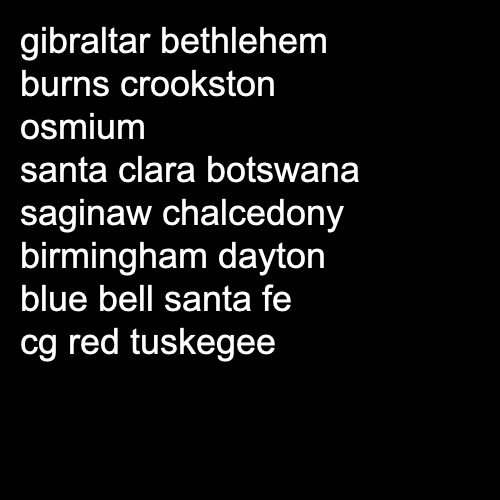 gibraltar bethlehem
burns crookston
osmium
santa clara botswana
saginaw chalcedony
birmingham dayton
blue bell santa fe
cg red tuskegee